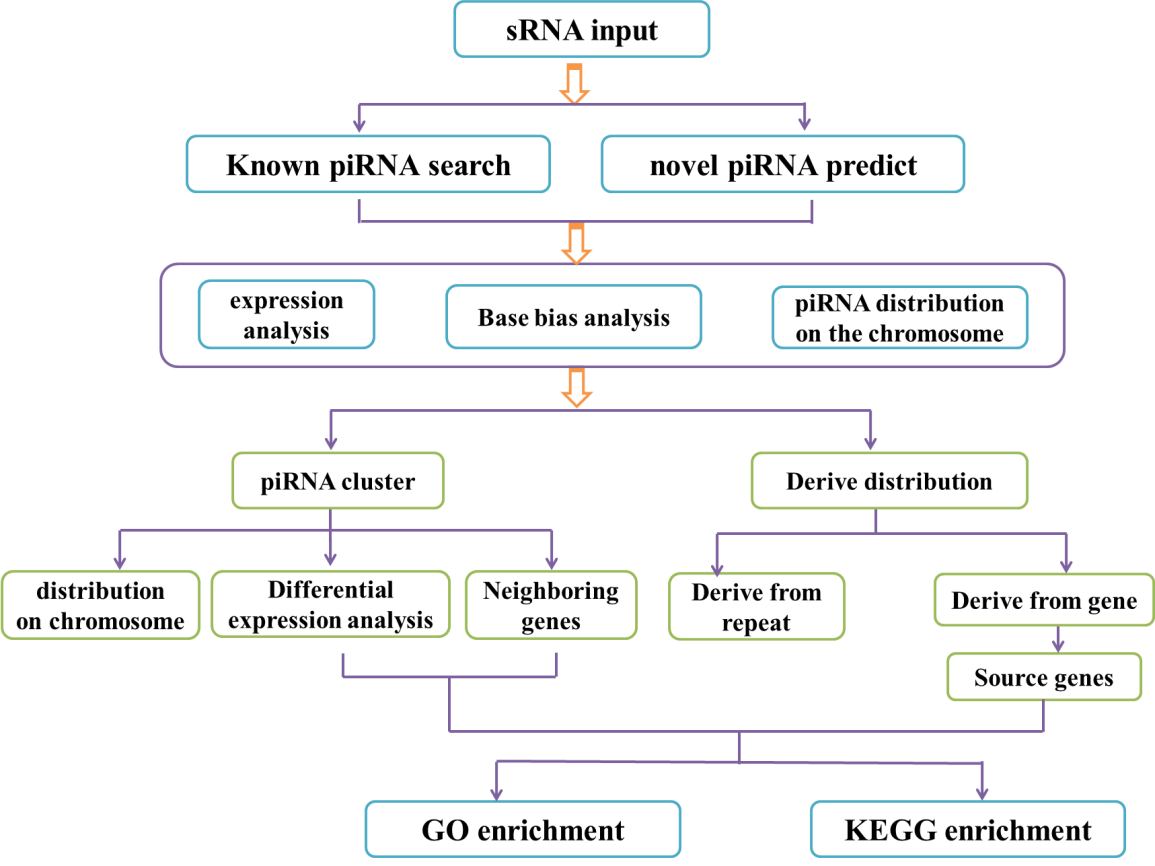 sRNA input
Known piRNA search
novel piRNA predict
expression
analysis
Base bias analysis
piRNA distribution
on the chromosome
piRNA cluster
Derive distribution
distribution
on chromosome
Differential
expression analysis
Neighboring
genes
Derive from
repeat
Derive from gene
Source genes
GO enrichment
KEGG enrichment